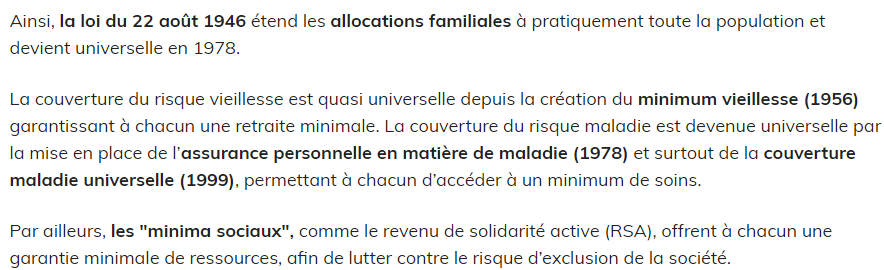 Ainsi, la loi du 22 août 1946 étend les allocations familiales à pratiquement toute la population et
devient universelle en 1978.
La couverture du risque vieillesse est quasi universelle depuis la création du minimum vieillesse (1956)
garantissant à chacun une retraite minimale. La couverture du risque maladie est devenue universelle par
la mise en place de l’assurance personnelle en matière de maladie (1978) et surtout de la couverture
maladie universelle (1999), permettant à chacun d’accéder à un minimum de soins.
Par ailleurs, les "minima sociaux", comme le revenu de solidarité active (RSA), offrent à chacun une
garantie minimale de ressources, afin de lutter contre le risque d’exclusion de la société.